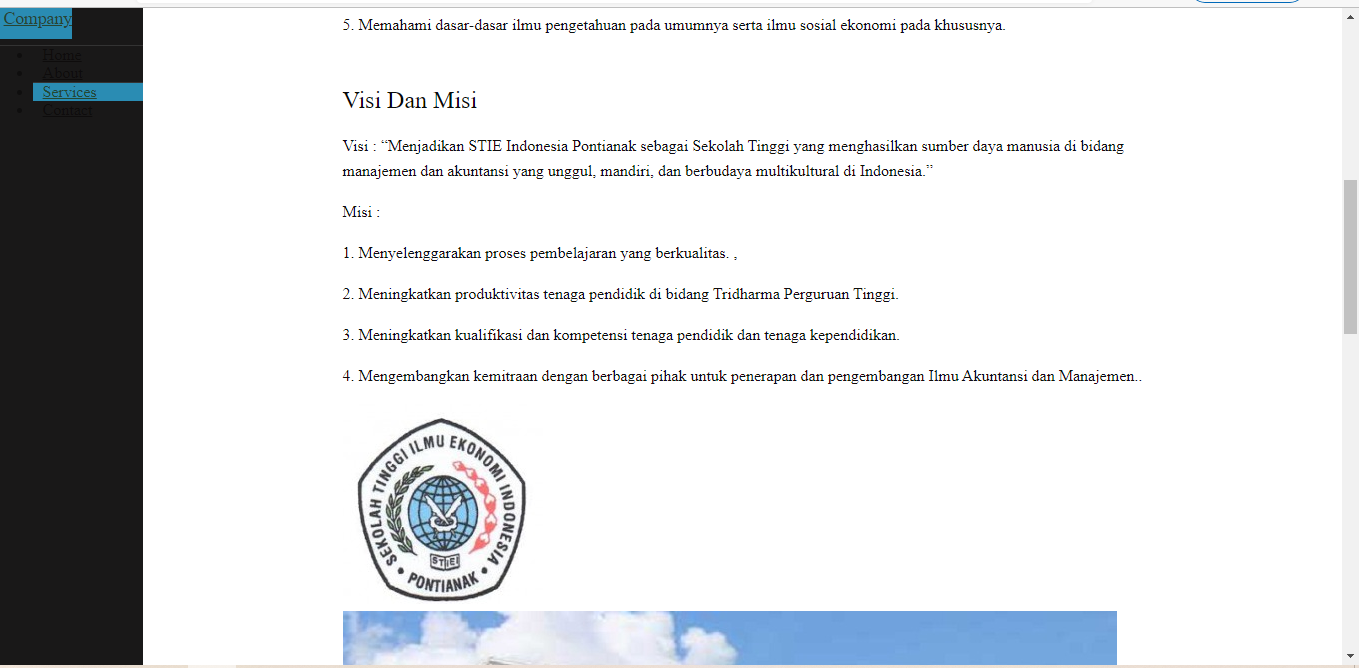 Company
Home
About
Services
Contact
5. Memahami dasar-dasar ilmu pengetahuan pada umumnya serta ilmu sosial ekonomi pada khususnya.
Visi Dan Misi
Visi : “Menjadikan STIE Indonesia Pontianak sebagai Sekolah Tinggi yang menghasilkan sumber daya manusia di bidang
manajemen dan akuntansi yang unggul, mandiri, dan berbudaya multikultural di Indonesia.”
Misi :
1. Menyelenggarakan proses pembelajaran yang berkualitas. ,
2. Meningkatkan produktivitas tenaga pendidik di bidang Tridharma Perguruan Tinggi.
3. Meningkatkan kualifikasi dan kompetensi tenaga pendidik dan tenaga kependidikan.
4. Mengembangkan kemitraan dengan berbagai pihak untuk penerapan dan pengembangan Ilmu Akuntansi dan Manajemen..
SEKOLAH TINGGI ILMU EKONOMI INDONESIA
STIEI
• PONTIANAK •